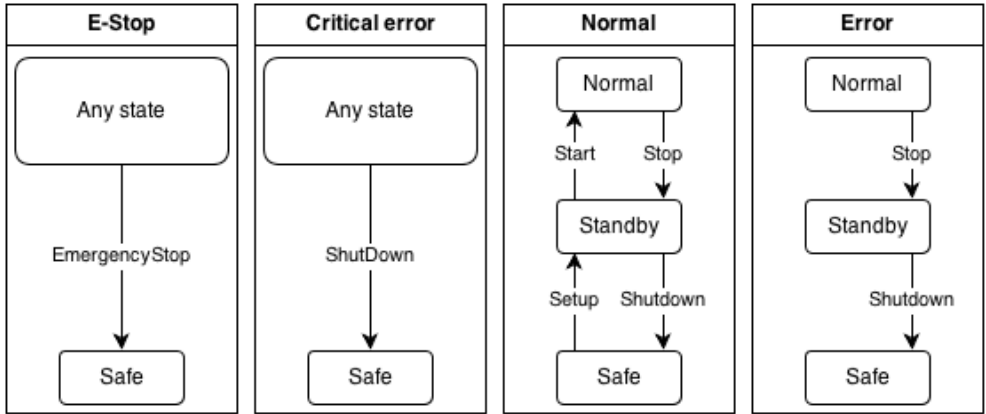 E-Stop
Any state
EmergencyStop
Safe
Critical error
Any state
ShutDown
Safe
Normal
Normal
Start Stop
Standby
Setup Shutdown
Safe
Error
Normal
Stop
Standby
Shutdown
Safe